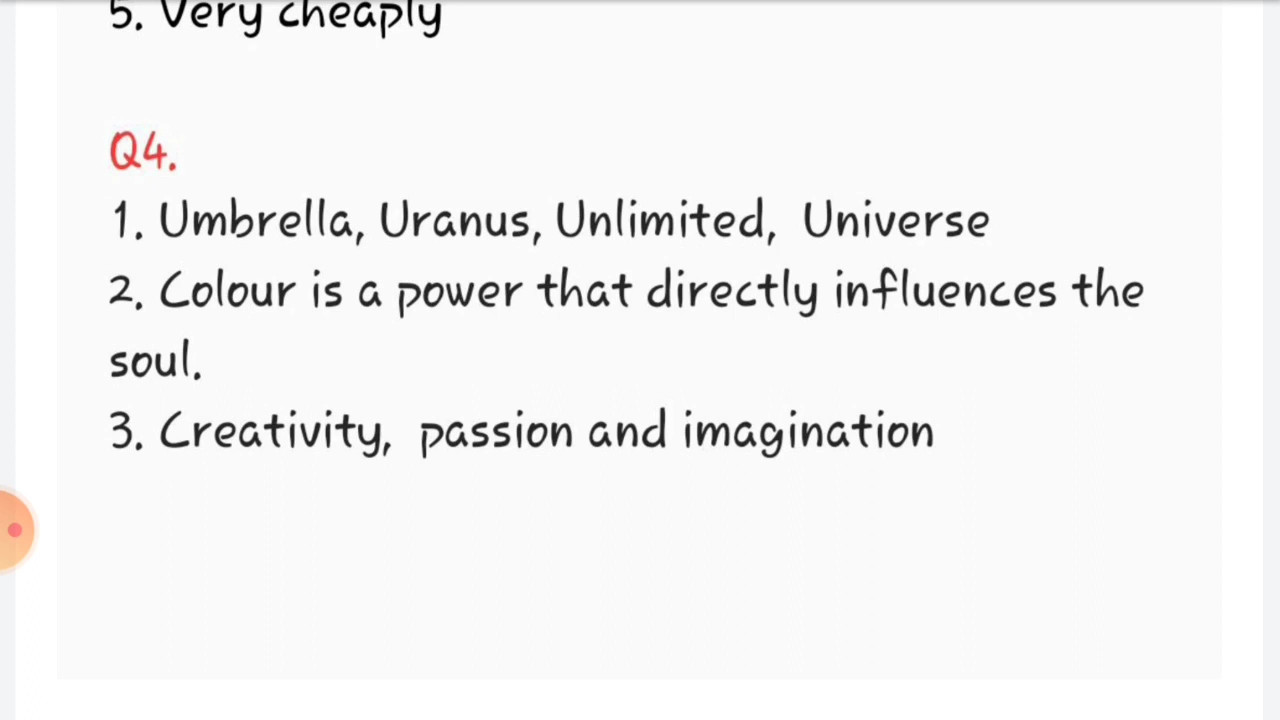 5. Very cheaply
Q4.
1. Umbrella, Uranus, Unlimited, Universe
2. Colour is a power that directly influences the
soul.
3. Creativity, passion and imagination